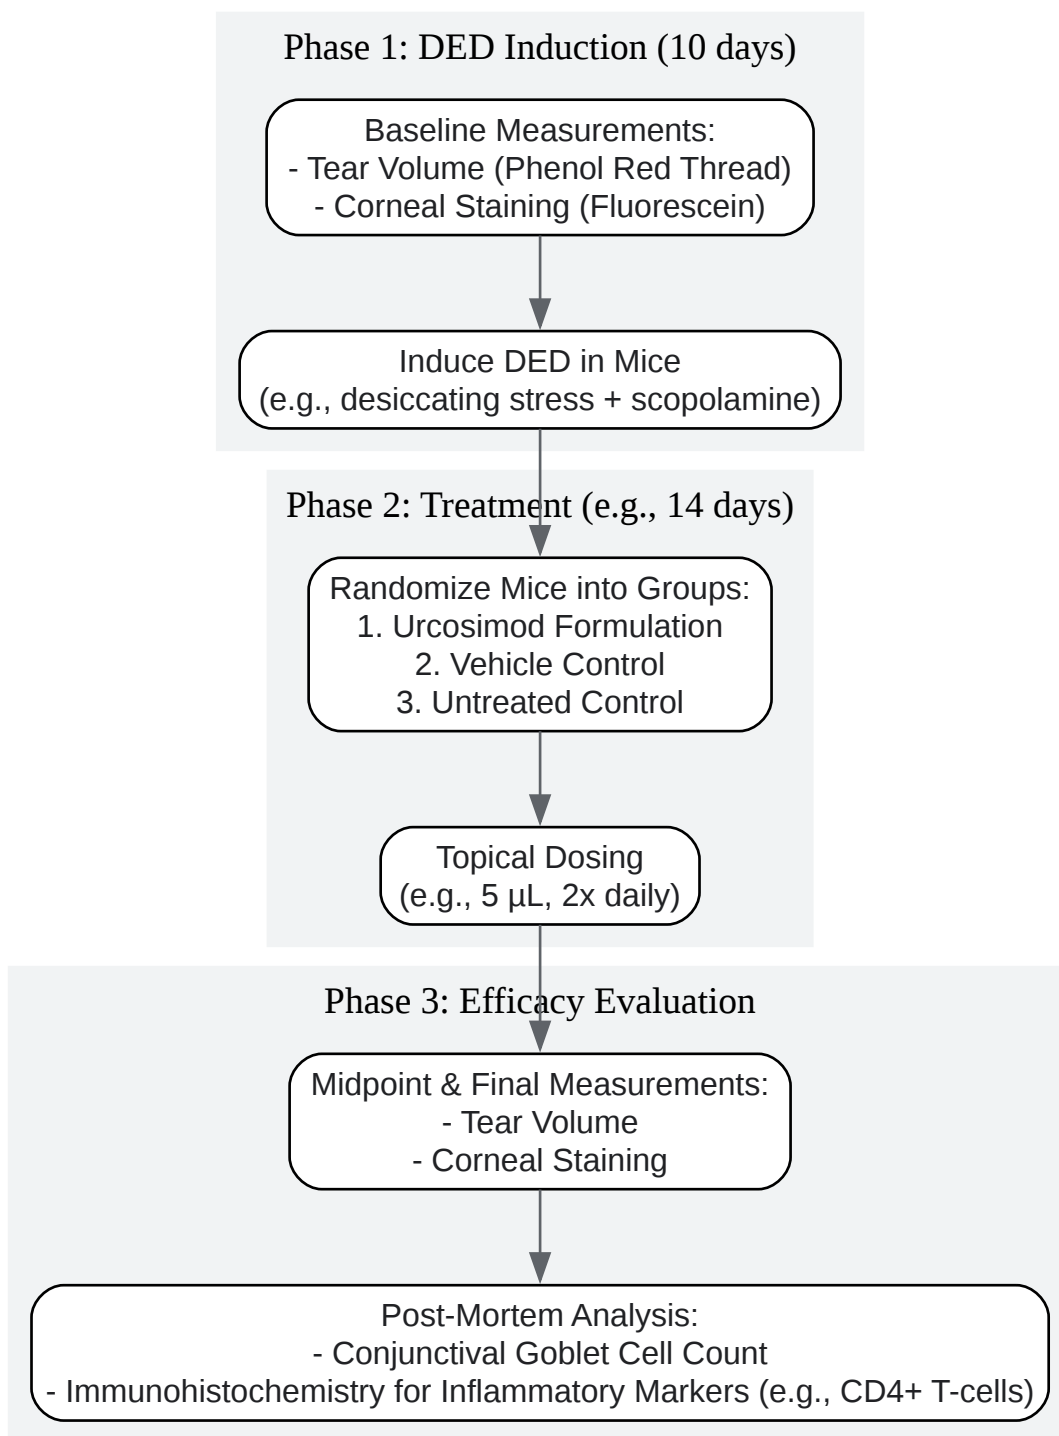 Phase 1: DED Induction (10 days)
Baseline Measurements:
- Tear Volume (Phenol Red Thread)
- Corneal Staining (Fluorescein)
Induce DED in Mice
(e.g., desiccating stress + scopolamine)
Phase 2: Treatment (e.g., 14 days)
Randomize Mice into Groups:
1. Urcosimod Formulation
2. Vehicle Control
3. Untreated Control
Topical Dosing
(e.g., 5 µL, 2x daily)
Phase 3: Efficacy Evaluation
Midpoint & Final Measurements:
- Tear Volume
- Corneal Staining
Post-Mortem Analysis:
- Conjunctival Goblet Cell Count
- Immunohistochemistry for Inflammatory Markers (e.g., CD4+ T-cells)